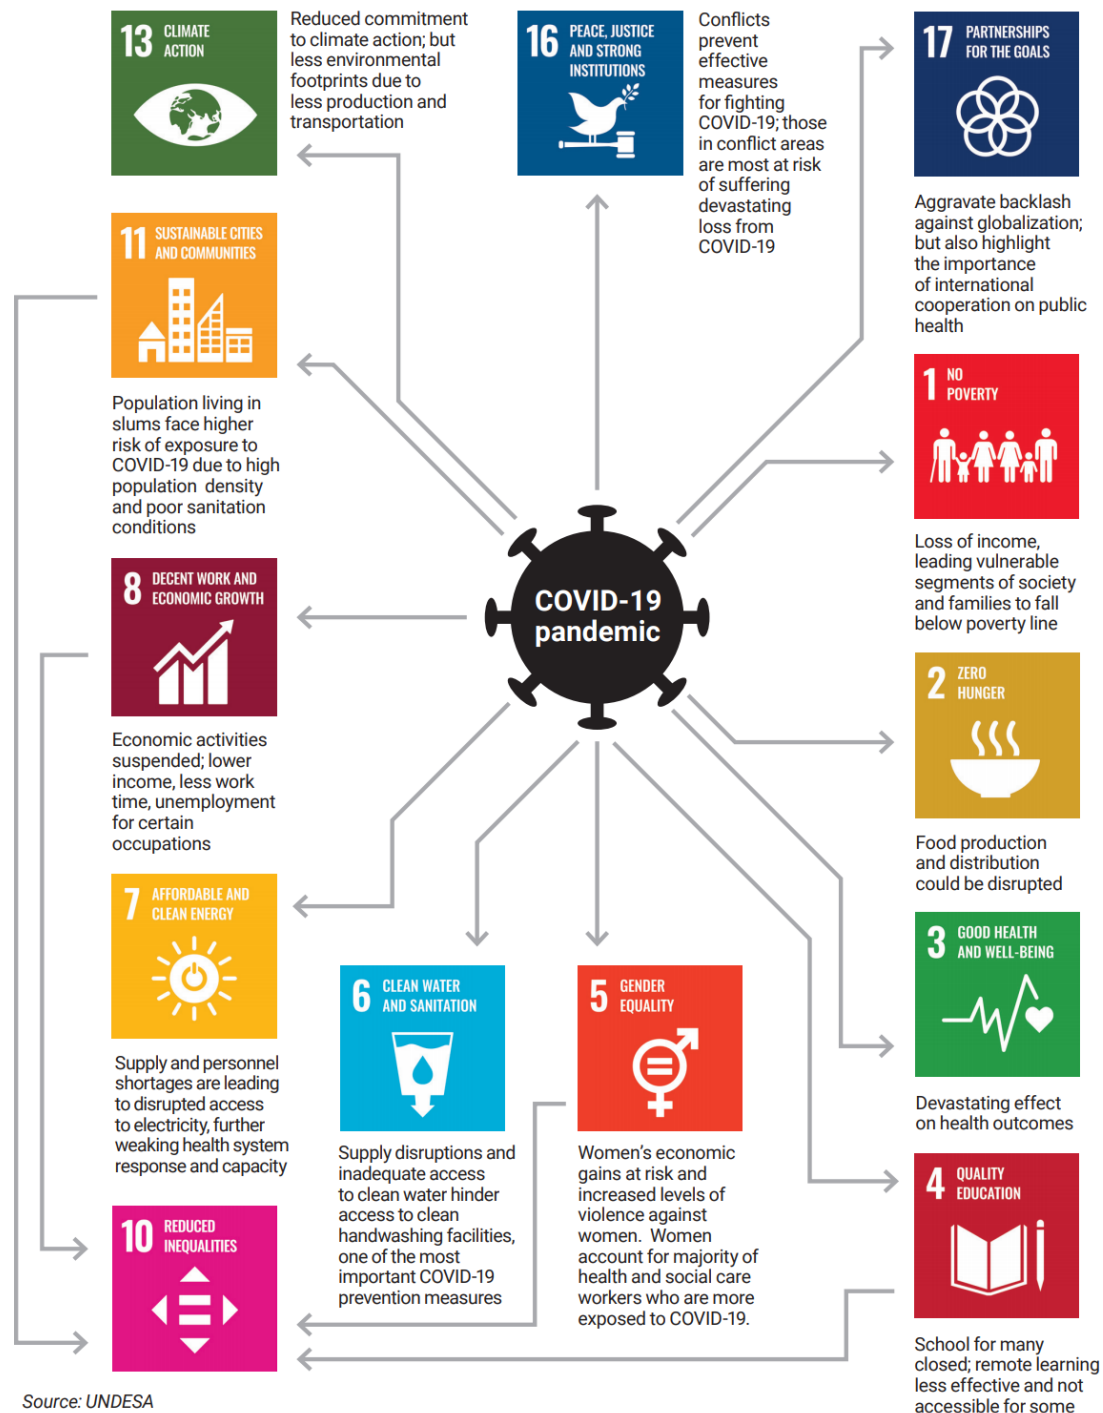 13 CLIMATE
ACTION
Reduced commitment
to climate action; but
less environmental
footprints due to
less production and
transportation
16 PEACE, JUSTICE
AND STRONG
INSTITUTIONS
Conflicts
prevent
effective
measures
for fighting
COVID-19; those
in conflict areas
are most at risk
of suffering
devastating
loss from
COVID-19
17 PARTNERSHIPS
FOR THE GOALS
Aggravate backlash
against globalization;
but also highlight
the importance
of international
cooperation on public
health
11 SUSTAINABLE CITIES
AND COMMUNITIES
Population living in
slums face higher
risk of exposure to
COVID-19 due to high
population density
and poor sanitation
conditions
1 NO
POVERTY
Loss of income,
leading vulnerable
segments of society
and families to fall
below poverty line
COVID-19
pandemic
8 DECENT WORK AND
ECONOMIC GROWTH
Economic activities
suspended; lower
income, less work
time, unemployment
for certain
occupations
2 ZERO
HUNGER
Food production
and distribution
could be disrupted
7 AFFORDABLE AND
CLEAN ENERGY
Supply and personnel
shortages are leading
to disrupted access
to electricity, further
weaking health system
response and capacity
6 CLEAN WATER
AND SANITATION
Supply disruptions and
inadequate access
to clean water hinder
access to clean
handwashing facilities,
one of the most
important COVID-19
prevention measures
5 GENDER
EQUALITY
Women's economic
gains at risk and
increased levels of
violence against
women. Women
account for majority of
health and social care
workers who are more
exposed to COVID-19.
3 GOOD HEALTH
AND WELL-BEING
Devastating effect
on health outcomes
4 QUALITY
EDUCATION
School for many
closed; remote learning
less effective and not
accessible for some
10 REDUCED
INEQUALITIES
Source: UNDESA